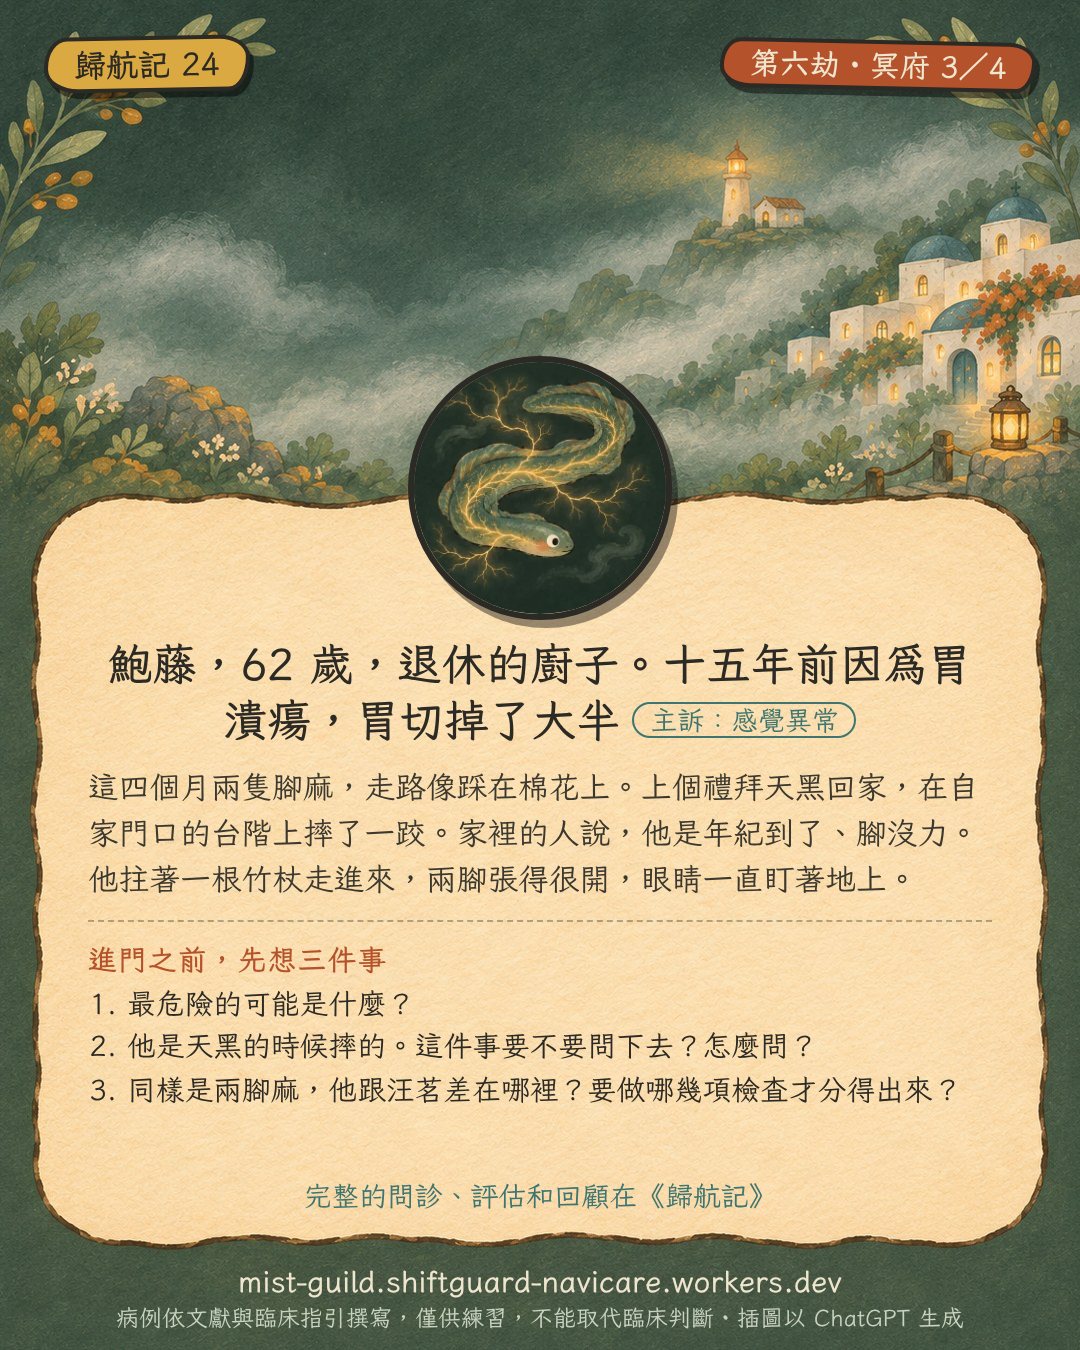 歸航記 24
第六劫・冥府 3／4
鮑藤，62 歲，退休的廚子。十五年前因為胃
潰瘍，胃切掉了大半 主訴：感覺異常
這四個月兩隻腳麻，走路像踩在棉花上。上個禮拜天黑回家，在自
家門口的台階上摔了一跤。家裡的人說，他是年紀到了、腳沒力。
他拄著一根竹杖走進來，兩腳張得很開，眼睛一直盯著地上。
進門之前，先想三件事
1. 最危險的可能是什麼？
2. 他是天黑的時候摔的。這件事要不要問下去？怎麼問？
3. 同樣是兩腳麻，他跟汪茗差在哪裡？要做哪幾項檢查才分得出來？
完整的問診、評估和回顧在《歸航記》
mist-guild.shiftguard-navicare.workers.dev
病例依文獻與臨床指引撰寫，僅供練習，不能取代臨床判斷・插圖以 ChatGPT 生成